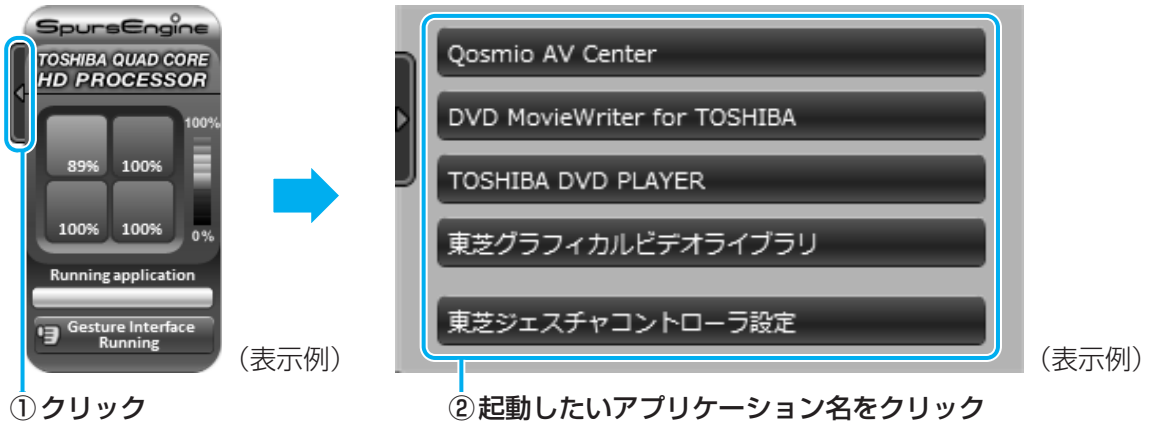 SpursEngine
TOSHIBA QUAD CORE
HD PROCESSOR
100%
89% 100%
100% 100%
0%
Running application
Gesture Interface
Running
（表示例）
①クリック
Qosmio AV Center
DVD MovieWriter for TOSHIBA
TOSHIBA DVD PLAYER
東芝グラフィカルビデオライブラリ
東芝ジェスチャコントローラ設定
（表示例）
②起動したいアプリケーション名をクリック